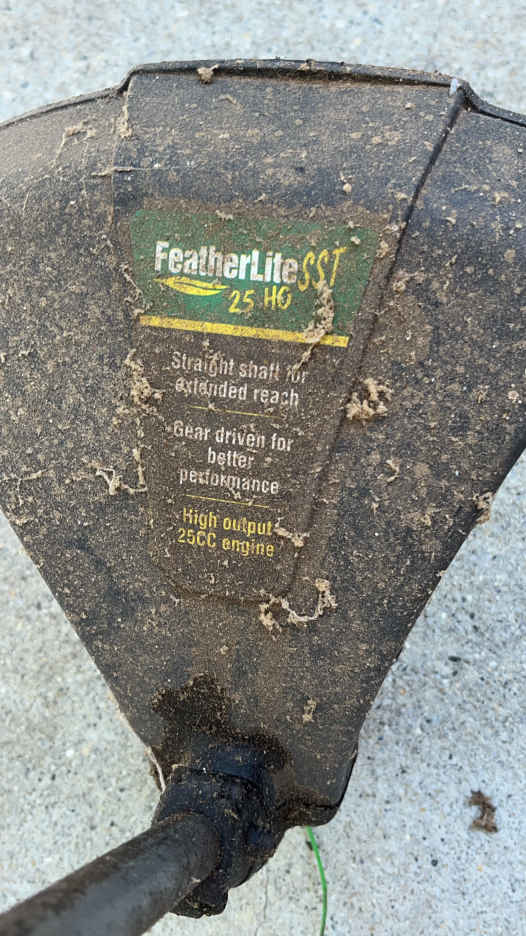 FeatherLite SST
25 HO
Straight shaft for
extended reach
Gear driven for
better
performance
High output
25CC engine